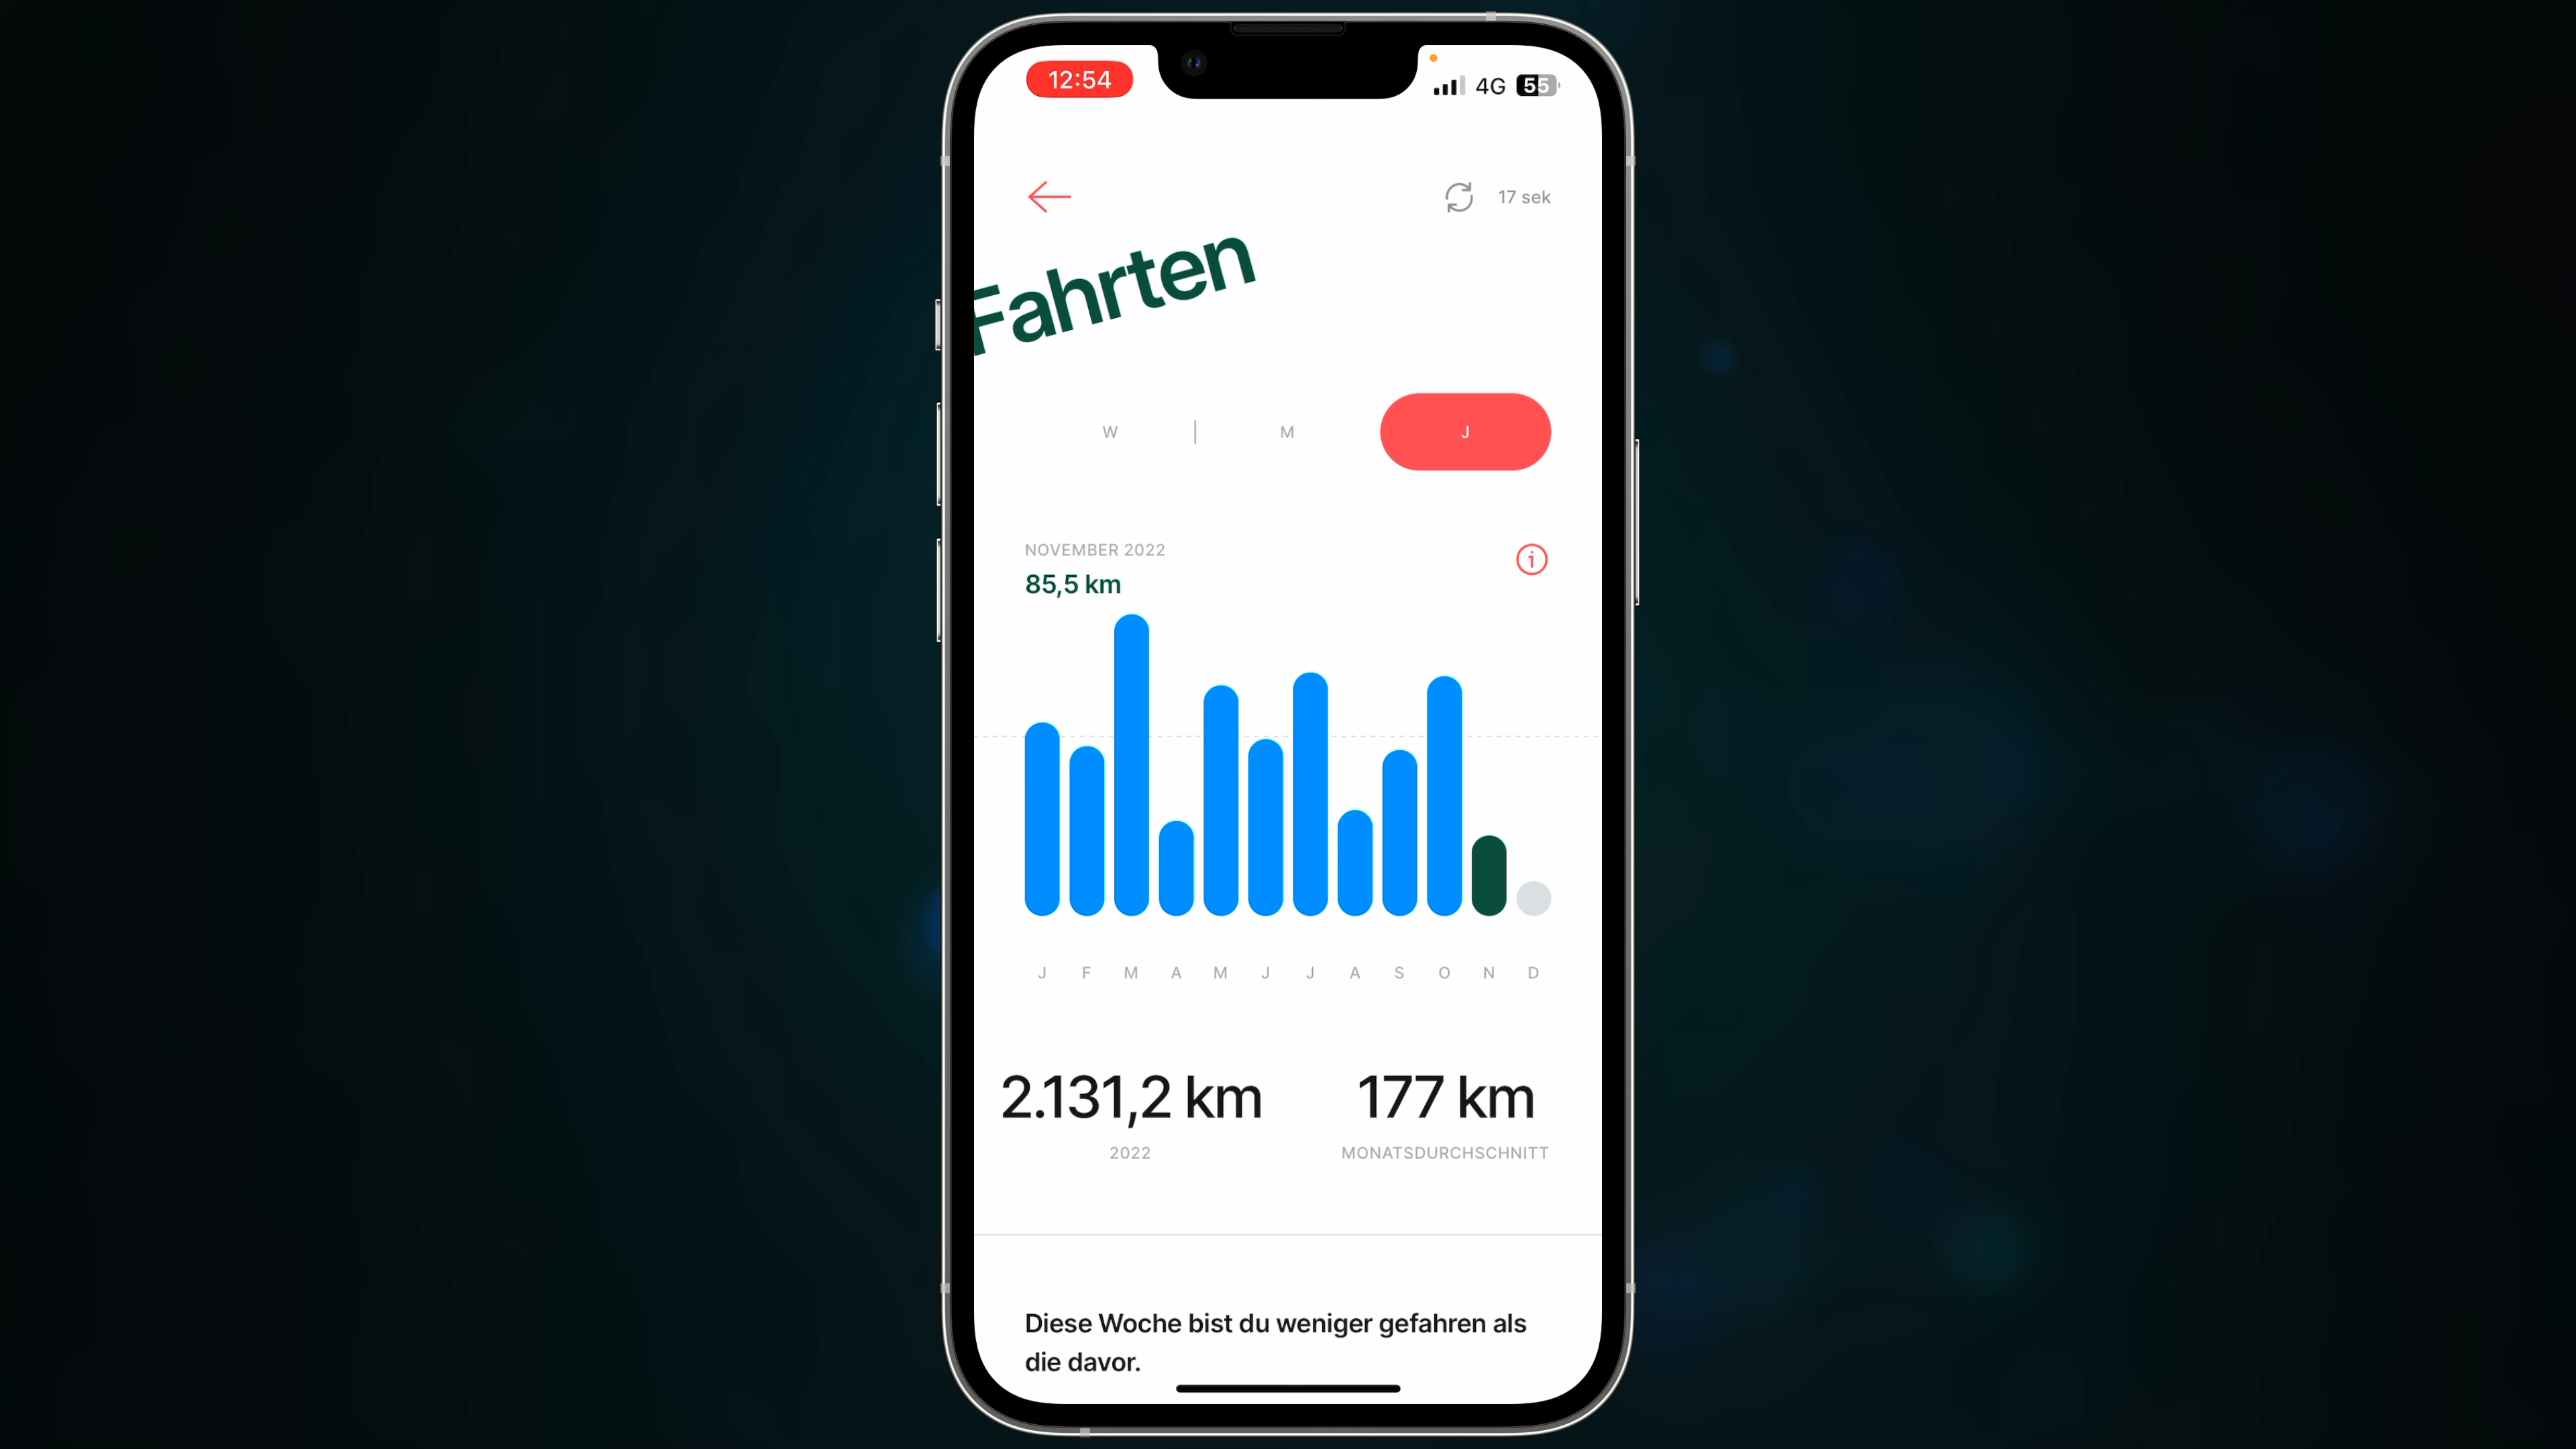 12:54
4G 55
17 sek
Fahrten
W | M J
NOVEMBER 2022
85,5 km
J F M A M J J A S O N D
2.131,2 km 177 km
2022 MONATSDURCHSCHNITT
Diese Woche bist du weniger gefahren als
die davor.